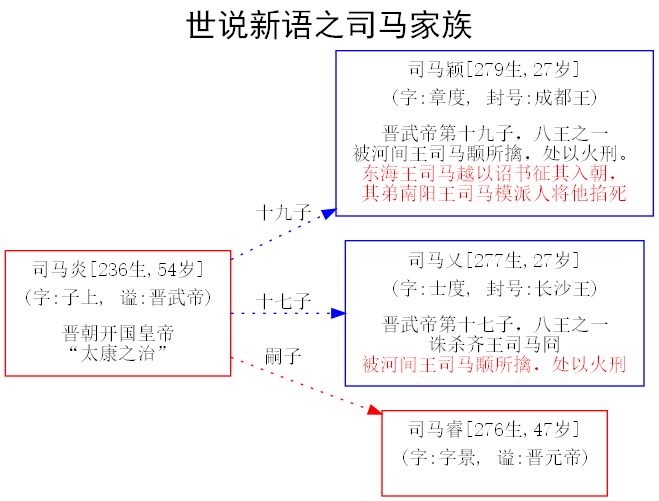 世说新语之司马家族
司马颖[279生,27岁]
(字:章度, 封号:成都王)
晋武帝第十九子，八王之一
被河间王司马颙所擒，处以火刑。
东海王司马越以诏书征其入朝，
其弟南阳王司马模派人将他掐死
十九子
司马炎[236生,54岁]
(字:子上, 谥:晋武帝)
晋朝开国皇帝
“太康之治”
十七子
司马乂[277生,27岁]
(字:士度, 封号:长沙王)
晋武帝第十七子，八王之一
诛杀齐王司马冏
被河间王司马颙所擒，处以火刑
嗣子
司马睿[276生,47岁]
(字:字景, 谥:晋元帝)